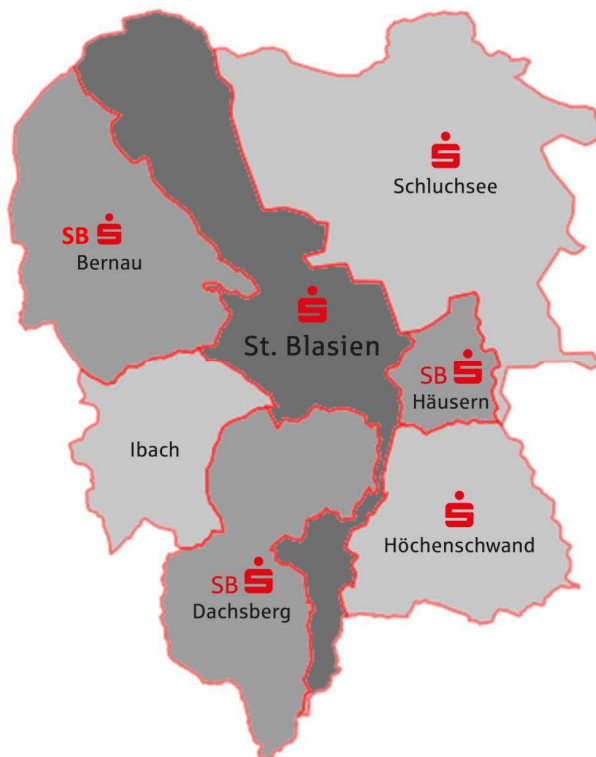 Schluchsee
SB
Bernau
St. Blasien
SB
Häusern
Ibach
Höchenschwand
SB
Dachsberg